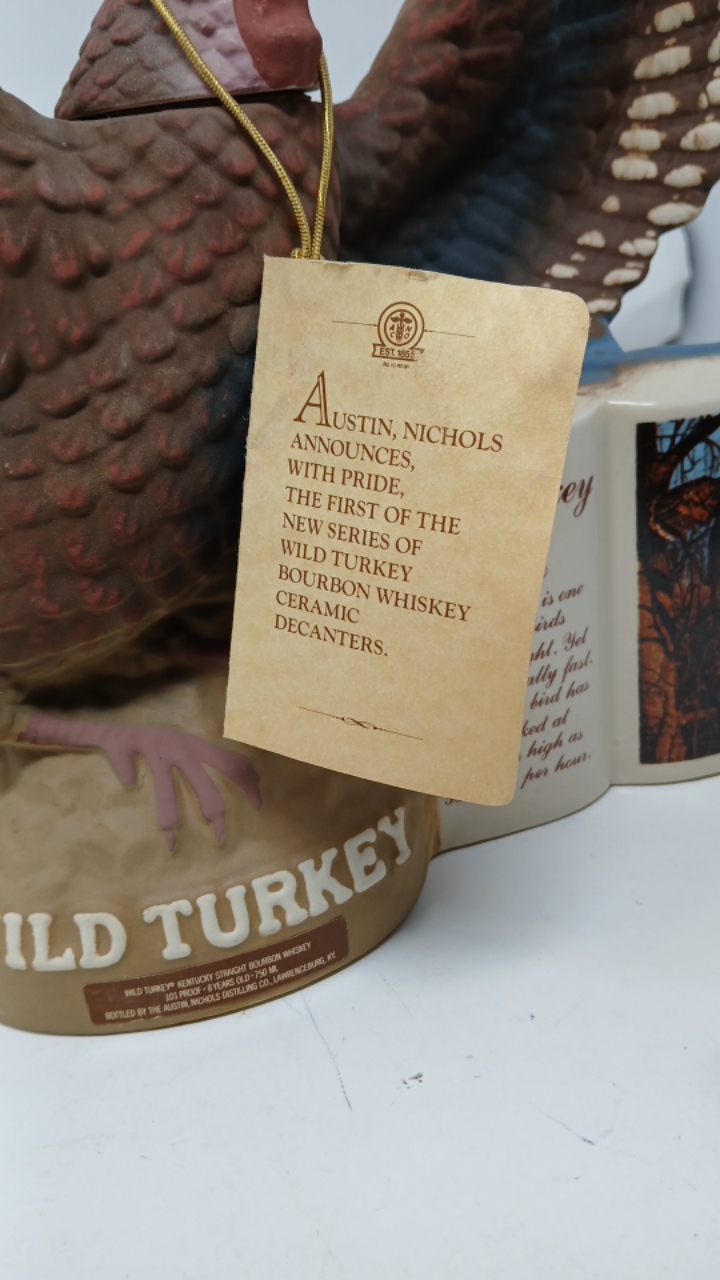 A N
C O
EST. 1855
AUSTIN, NICHOLS
ANNOUNCES,
WITH PRIDE,
THE FIRST OF THE
NEW SERIES OF
WILD TURKEY
BOURBON WHISKEY
CERAMIC
DECANTERS.
key
is one
birds
ght. Yet
ally fast.
bird has
ked at
high as
per hour.
ILD TURKEY
WILD TURKEY® KENTUCKY STRAIGHT BOURBON WHISKEY
101 PROOF • 8 YEARS OLD • 750 ML
BOTTLED BY THE AUSTIN, NICHOLS DISTILLING CO., LAWRENCEBURG, KY.